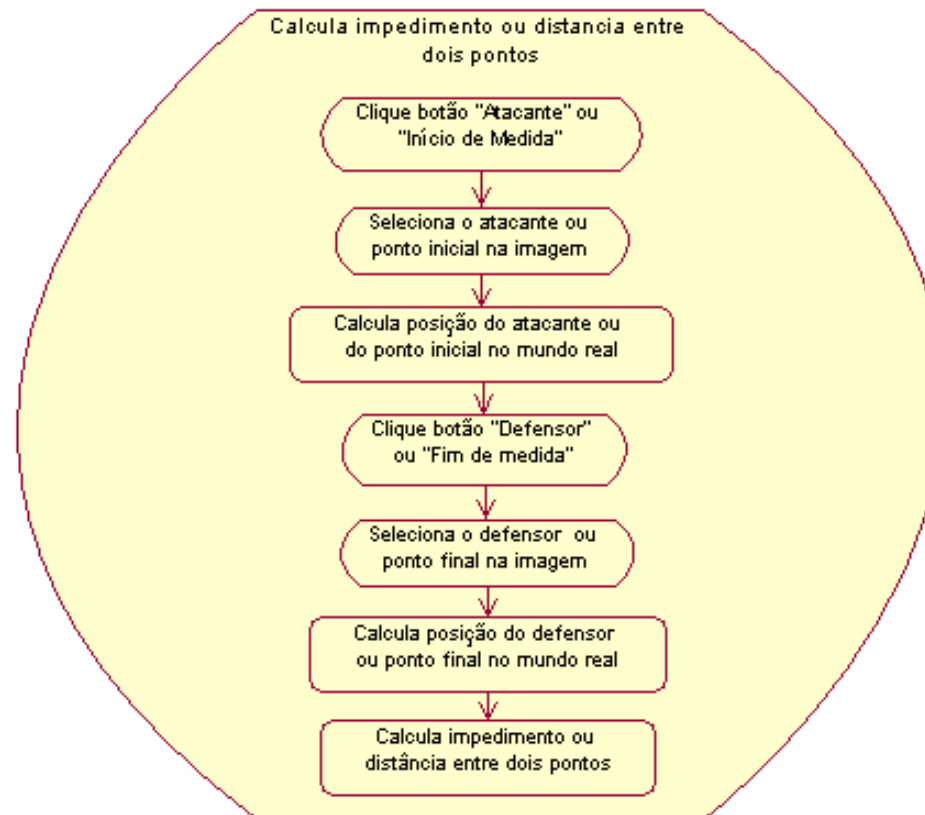 Calcula impedimento ou distancia entre
dois pontos
Clique botão "Atacante" ou
"Início de Medida"
Seleciona o atacante ou
ponto inicial na imagem
Calcula posição do atacante ou
do ponto inicial no mundo real
Clique botão "Defensor"
ou "Fim de medida"
Seleciona o defensor ou
ponto final na imagem
Calcula posição do defensor
ou ponto final no mundo real
Calcula impedimento ou
distância entre dois pontos